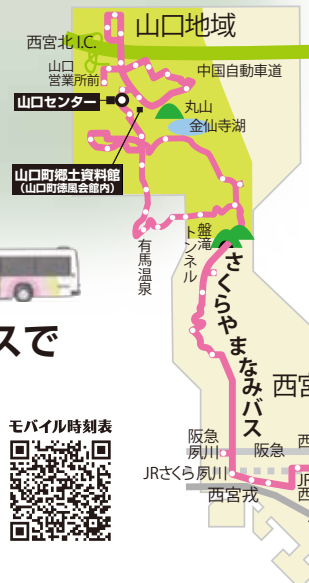 山口地域
西宮北I.C.
山口
営業所前
中国自動車道
山口センター
丸山
金仙寺湖
山口町郷土資料館
(山口町徳風会館内)
有馬温泉
盤滝
トンネル
さくらやまなみバス
スで
西宮
モバイル時刻表
阪急
夙川
阪急
西
JRさくら夙川
JR
西
西宮戎